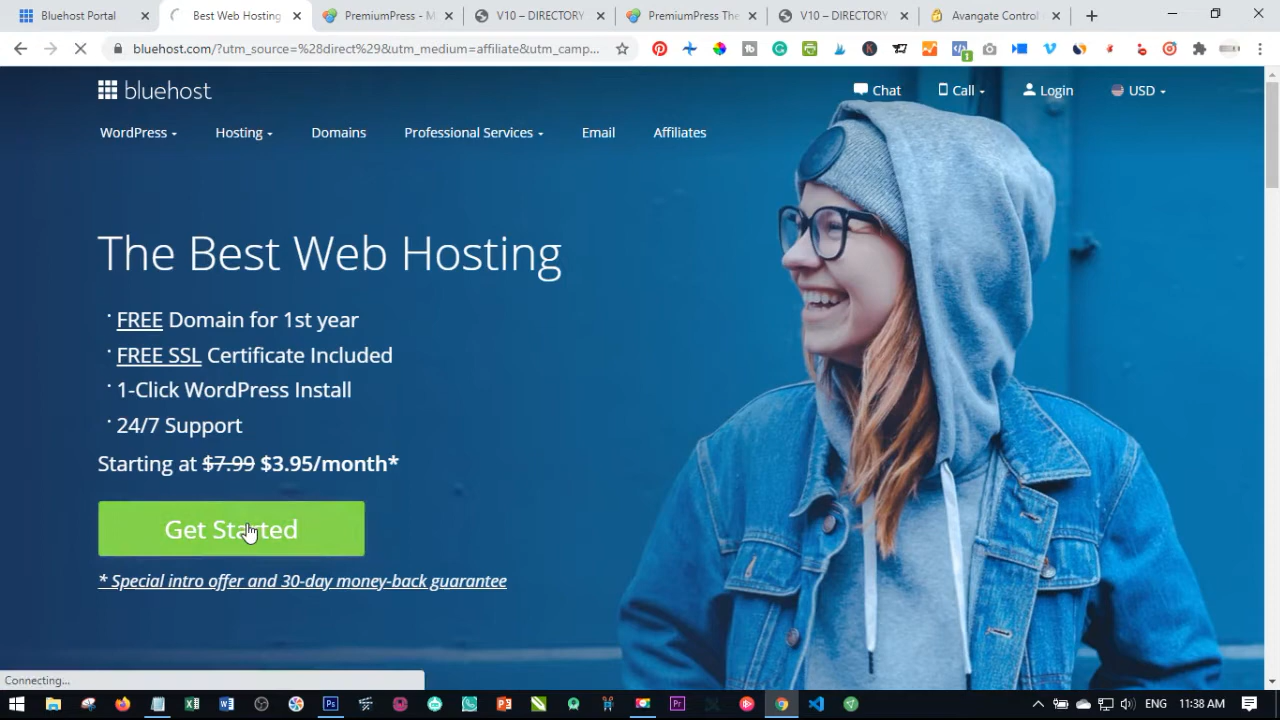 Bluehost Portal
Best Web Hosting
PremiumPress - M
V10 – DIRECTORY
PremiumPress The
V10 – DIRECTORY
Avangate Control
bluehost.com/?utm_source=%28direct%29&utm_medium=affiliate&utm_camp...
1
bluehost
Chat
Call
Login
USD
WordPress
Hosting
Domains
Professional Services
Email
Affiliates
The Best Web Hosting
· FREE Domain for 1st year
· FREE SSL Certificate Included
· 1-Click WordPress Install
· 24/7 Support
Starting at $7.99 $3.95/month*
Get Started
* Special intro offer and 30-day money-back guarantee
Connecting...
ENG
11:38 AM